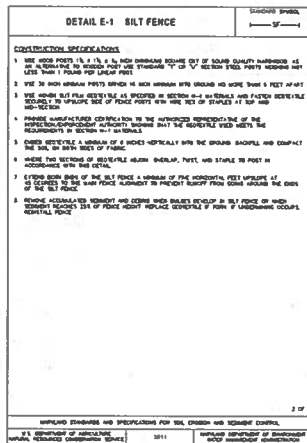 DETAIL E-1 SILT FENCE
STANDARD SYMBOL
SF
CONSTRUCTION SPECIFICATIONS
1 USE WOOD POSTS 1¾ x 1¾ ± ¹⁄₁₆ INCH (MINIMUM) SQUARE CUT OF SOUND QUALITY HARDWOOD. AS
AN ALTERNATIVE TO WOODEN POST USE STANDARD "T" OR "U" SECTION STEEL POSTS WEIGHING NOT
LESS THAN 1 POUND PER LINEAR FOOT
2 USE 36 INCH MINIMUM POSTS DRIVEN 16 INCH MINIMUM INTO GROUND NO MORE THAN 6 FEET APART
3 USE WOVEN SLIT FILM GEOTEXTILE AS SPECIFIED IN SECTION H-1 MATERIALS AND FASTEN GEOTEXTILE
SECURELY TO UPSLOPE SIDE OF FENCE POSTS WITH WIRE TIES OR STAPLES AT TOP AND
MID-SECTION
PROVIDE MANUFACTURER CERTIFICATION TO THE AUTHORIZED REPRESENTATIVE OF THE
INSPECTION/ENFORCEMENT AUTHORITY SHOWING THAT THE GEOTEXTILE USED MEETS THE
REQUIREMENTS IN SECTION H-1 MATERIALS
EMBED GEOTEXTILE A MINIMUM OF 8 INCHES VERTICALLY INTO THE GROUND BACKFILL AND COMPACT
THE SOIL ON BOTH SIDES OF FABRIC
6 WHERE TWO SECTIONS OF GEOTEXTILE ADJOIN OVERLAP, TWIST, AND STAPLE TO POST IN
ACCORDANCE WITH THIS DETAIL
7 EXTEND BOTH ENDS OF THE SILT FENCE A MINIMUM OF FIVE HORIZONTAL FEET UPSLOPE AT
45 DEGREES TO THE MAIN FENCE ALIGNMENT TO PREVENT RUNOFF FROM GOING AROUND THE ENDS
OF THE SILT FENCE
8 REMOVE ACCUMULATED SEDIMENT AND DEBRIS WHEN BULGES DEVELOP IN SILT FENCE OR WHEN
SEDIMENT REACHES 25% OF FENCE HEIGHT REPLACE GEOTEXTILE IF TORN IF UNDERMINING OCCURS,
REINSTALL FENCE
2 OF
MARYLAND STANDARDS AND SPECIFICATIONS FOR SOIL EROSION AND SEDIMENT CONTROL
U.S. DEPARTMENT OF AGRICULTURE
NATURAL RESOURCES CONSERVATION SERVICE
2011
MARYLAND DEPARTMENT OF ENVIRONMENT
WATER MANAGEMENT ADMINISTRATION